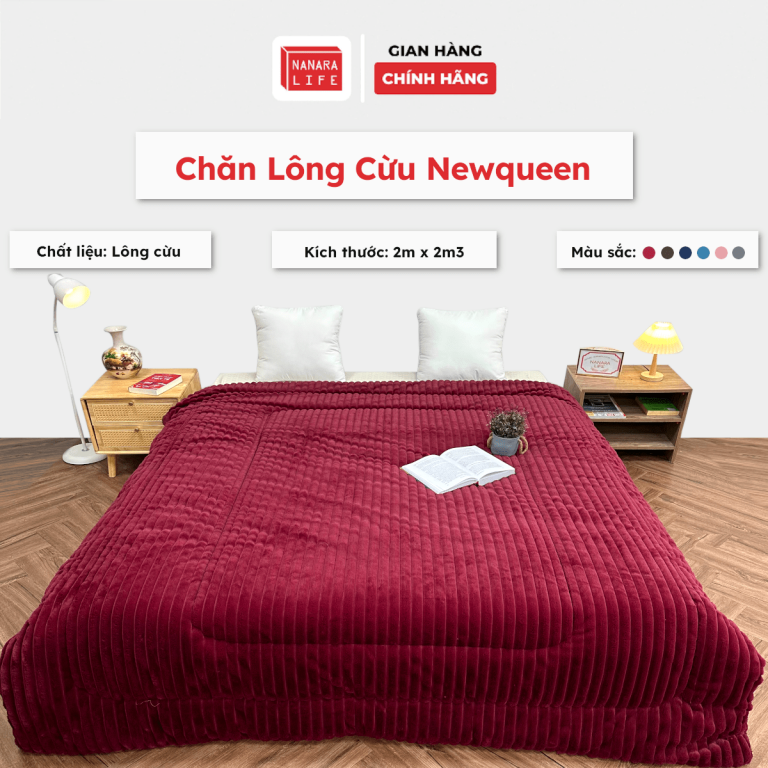 NANARA
LIFE
GIAN HÀNG
CHÍNH HÃNG
Chăn Lông Cừu Newqueen
Chất liệu: Lông cừu
Kích thước: 2m x 2m3
Màu sắc:
NANARA
LIFE